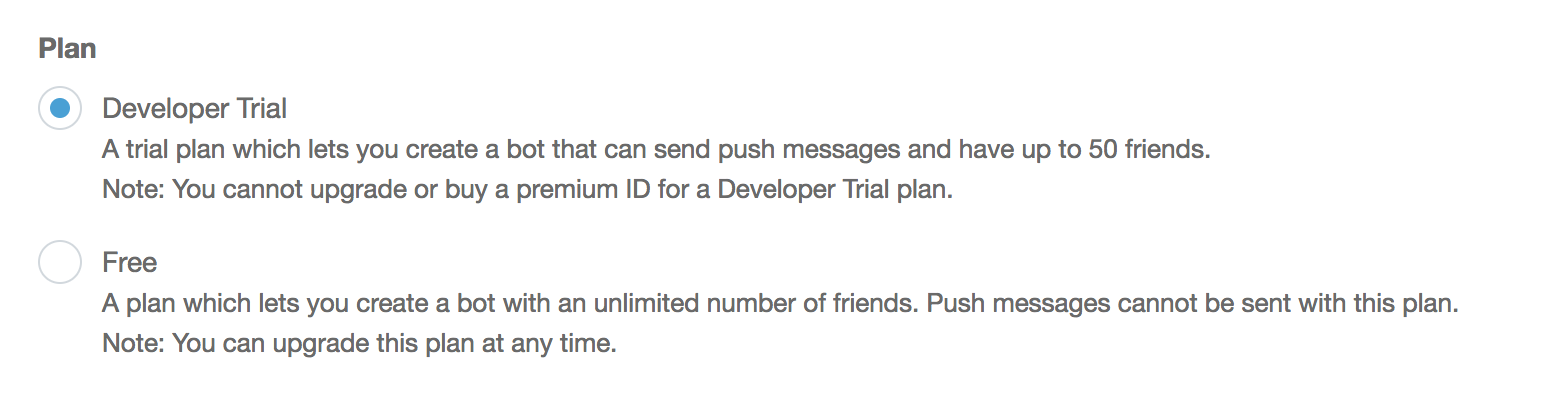 Plan
Developer Trial
A trial plan which lets you create a bot that can send push messages and have up to 50 friends.
Note: You cannot upgrade or buy a premium ID for a Developer Trial plan.
Free
A plan which lets you create a bot with an unlimited number of friends. Push messages cannot be sent with this plan.
Note: You can upgrade this plan at any time.